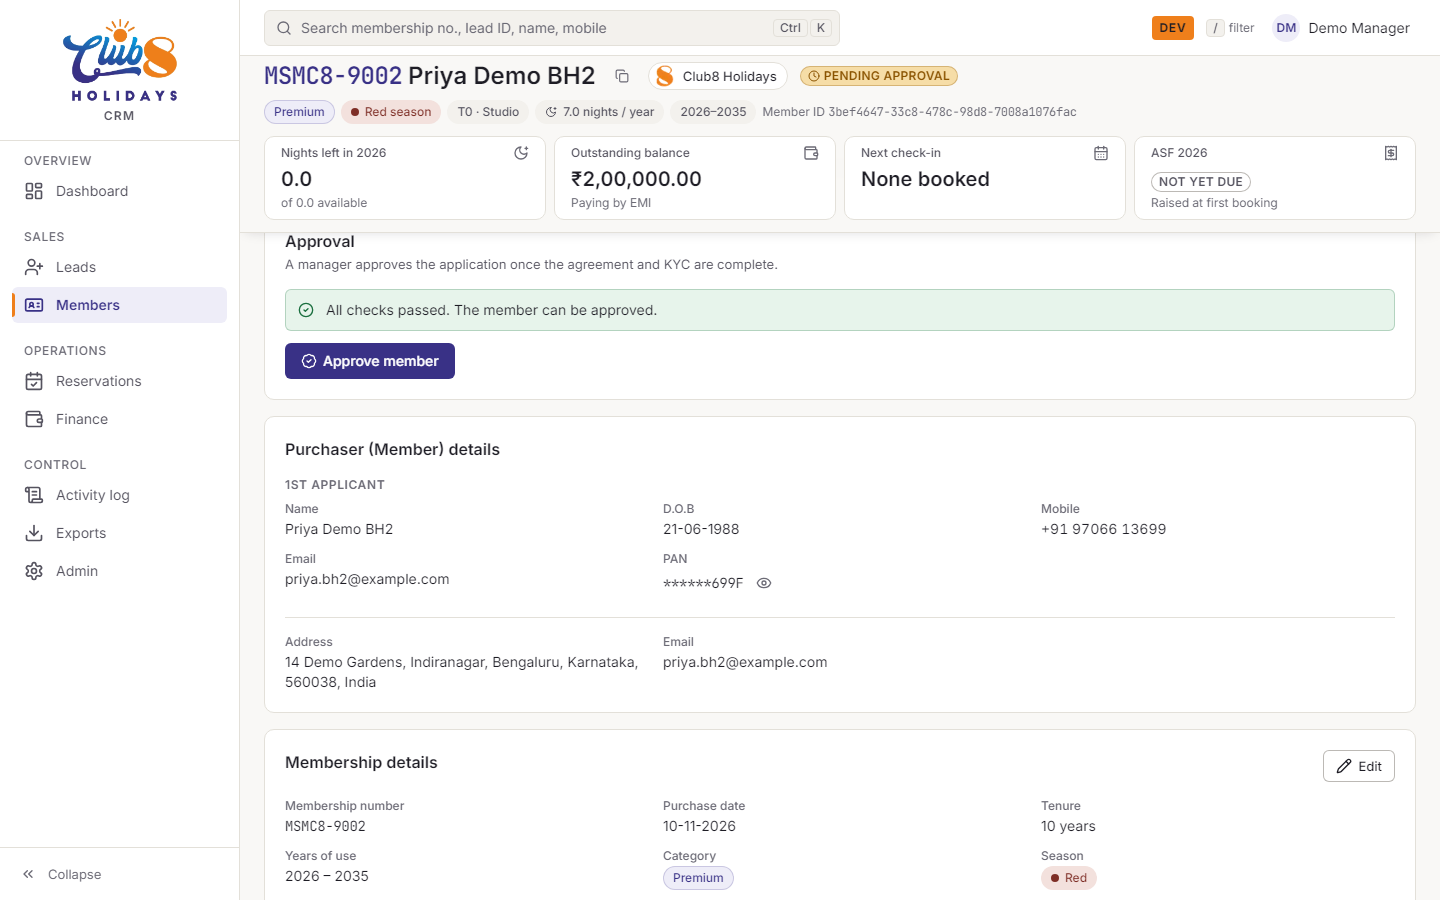 Club8
HOLIDAYS
CRM
Search membership no., lead ID, name, mobile
Ctrl K
DEV
/ filter
DM Demo Manager
OVERVIEW
Dashboard
SALES
Leads
Members
OPERATIONS
Reservations
Finance
CONTROL
Activity log
Exports
Admin
Collapse
MSMC8-9002 Priya Demo BH2
Club8 Holidays
PENDING APPROVAL
Premium
Red season
T0 · Studio
7.0 nights / year
2026–2035
Member ID 3bef4647-33c8-478c-98d8-7008a1076fac
Nights left in 2026
0.0
of 0.0 available
Outstanding balance
₹2,00,000.00
Paying by EMI
Next check-in
None booked
ASF 2026
NOT YET DUE
Raised at first booking
Approval
A manager approves the application once the agreement and KYC are complete.
All checks passed. The member can be approved.
Approve member
Purchaser (Member) details
1ST APPLICANT
Name
Priya Demo BH2
D.O.B
21-06-1988
Mobile
+91 97066 13699
Email
priya.bh2@example.com
PAN
******699F
Address
14 Demo Gardens, Indiranagar, Bengaluru, Karnataka,
560038, India
Email
priya.bh2@example.com
Membership details
Edit
Membership number
MSMC8-9002
Purchase date
10-11-2026
Tenure
10 years
Years of use
2026 – 2035
Category
Premium
Season
Red